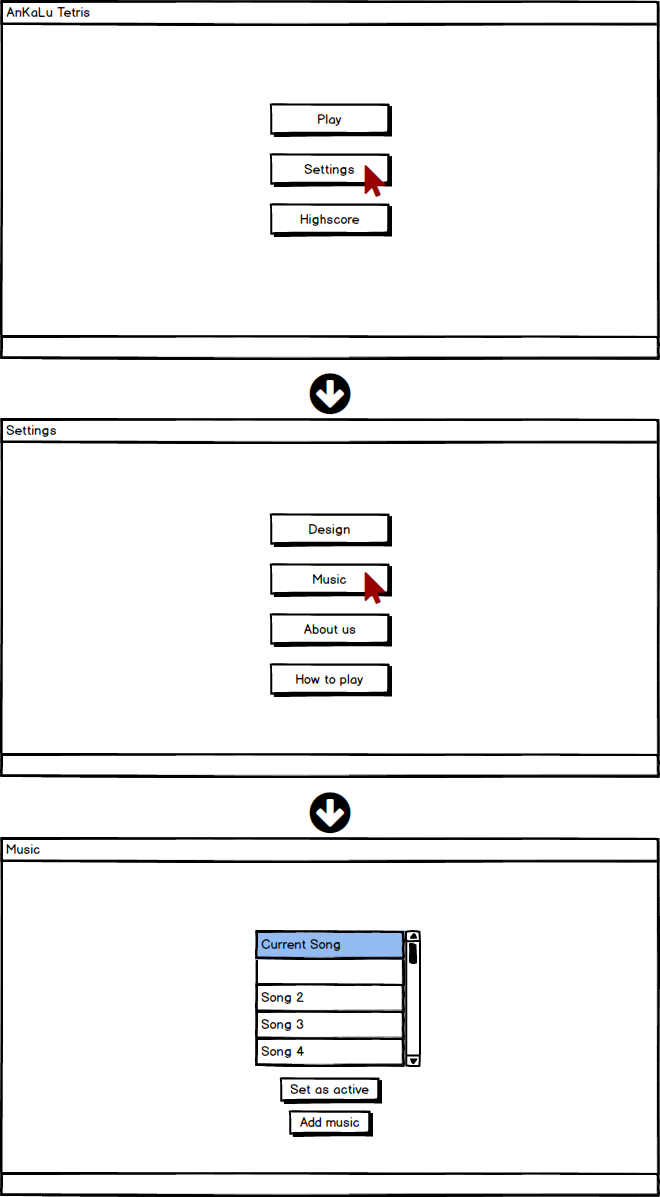 AnKaLu Tetris
Play
Settings
Highscore
Settings
Design
Music
About us
How to play
Music
Current Song
Song 2
Song 3
Song 4
Set as active
Add music